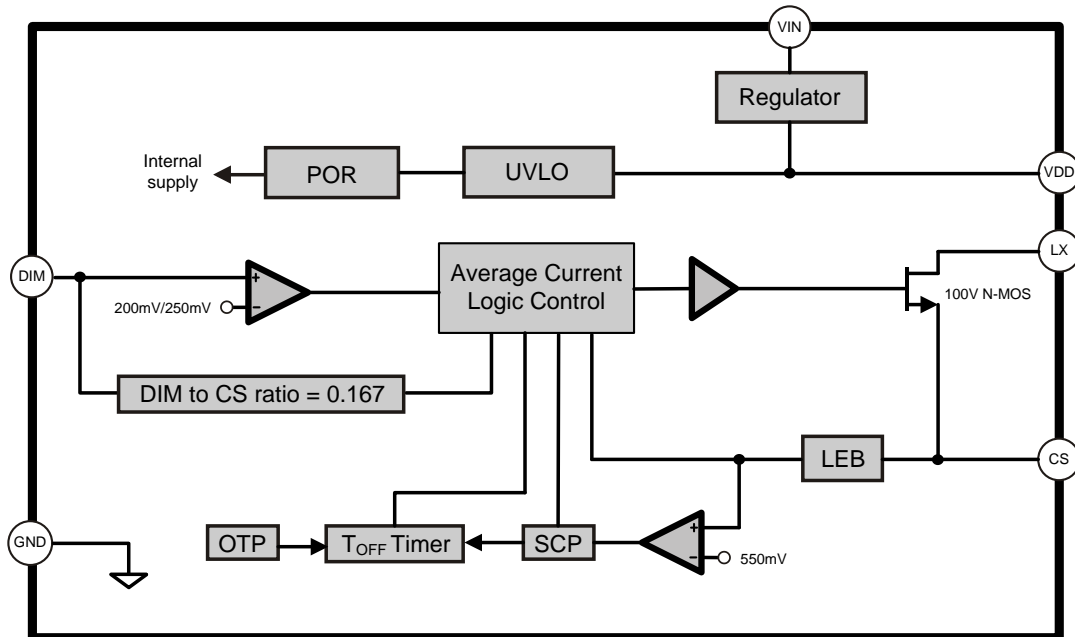 VIN
Regulator
Internal
supply
POR
UVLO
VDD
LX
DIM
+
−
200mV/250mV
Average Current
Logic Control
100V N-MOS
DIM to CS ratio = 0.167
LEB
CS
GND
OTP
TOFF Timer
SCP
+
−
550mV